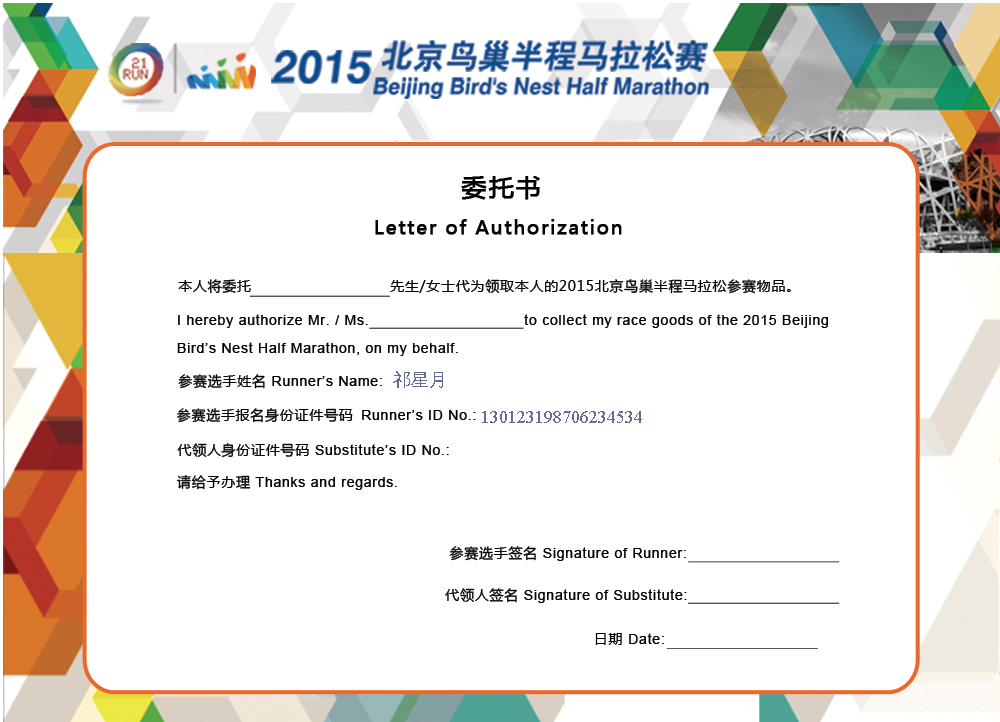 21
RUN
2015北京鸟巢半程马拉松赛
Beijing Bird's Nest Half Marathon
委托书
Letter of Authorization
本人将委托__________________先生/女士代为领取本人的2015北京鸟巢半程马拉松参赛物品。
I hereby authorize Mr. / Ms.____________________to collect my race goods of the 2015 Beijing
Bird's Nest Half Marathon, on my behalf.
参赛选手姓名 Runner's Name: 祁星月
参赛选手报名身份证件号码 Runner's ID No.: 130123198706234534
代领人身份证件号码 Substitute's ID No.:
请给予办理 Thanks and regards.
参赛选手签名 Signature of Runner:____________________
代领人签名 Signature of Substitute:____________________
日期 Date:____________________